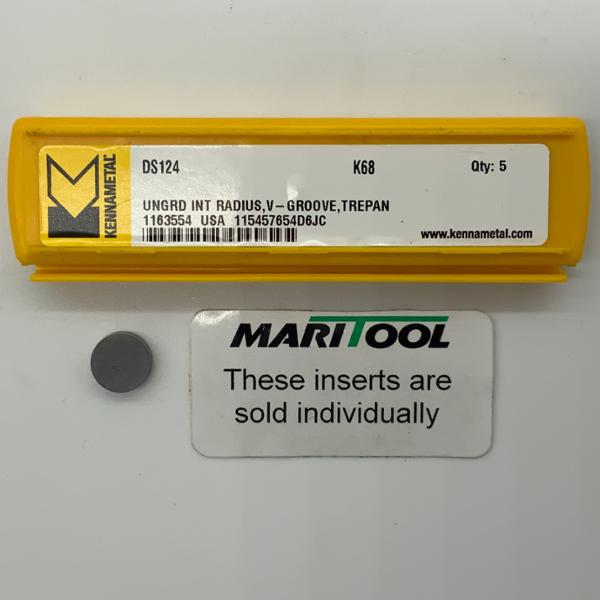 KENNAMETAL
DS124 K68 Qty: 5
UNGRD INT RADIUS,V-GROOVE,TREPAN
1163554 USA 115457654D6JC
www.kennametal.com
MARITOOL
These inserts are
sold individually